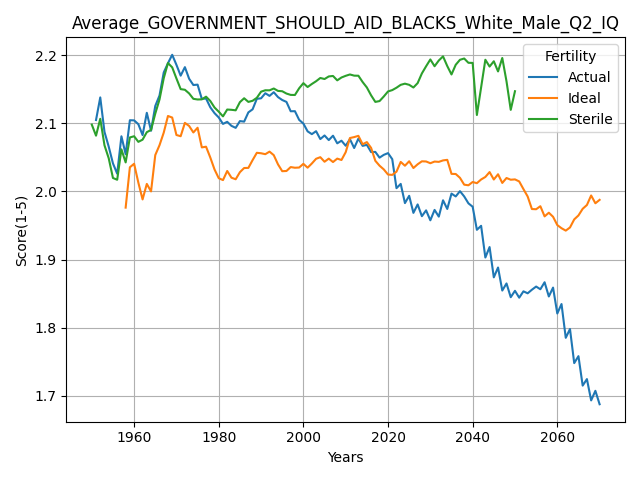 Average_GOVERNMENT_SHOULD_AID_BLACKS_White_Male_Q2_IQ
Fertility
Actual
Ideal
Sterile
Score(1-5)
2.2
2.1
2.0
1.9
1.8
1.7
1960 1980 2000 2020 2040 2060
Years